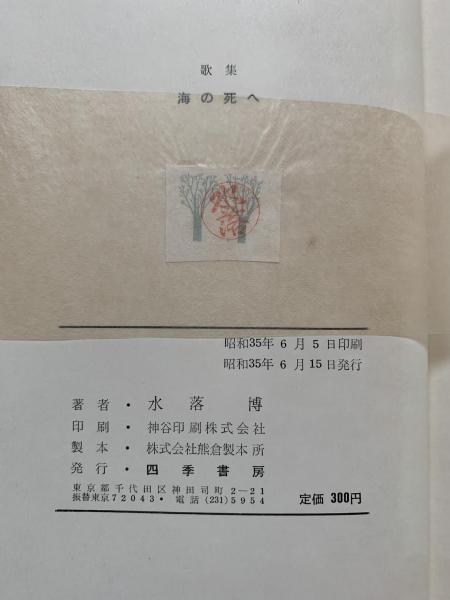 歌集
海の死へ
昭和35年6月5日印刷
昭和35年6月15日発行
著者・水落博
印刷・神谷印刷株式会社
製本・株式会社熊倉製本所
発行・四季書房
東京都千代田区神田司町2―21
振替東京72043・電話(231)5954
定価 300円